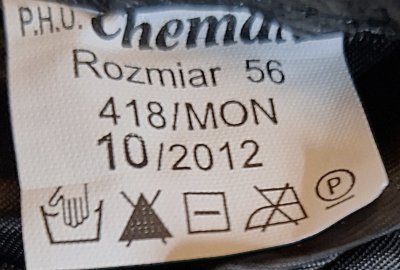 P.H.U.
Rozmiar 56
418/MON
10/2012
P